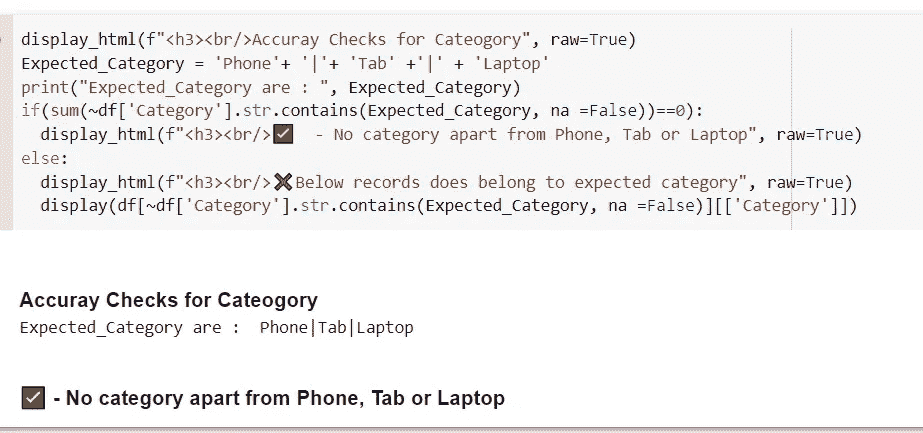 display_html(f"<h3><br/>Accuray Checks for Cateogory", raw=True)
Expected_Category = 'Phone'+ '|'+ 'Tab' +'|' + 'Laptop'
print("Expected_Category are : ", Expected_Category)
if(sum(~df['Category'].str.contains(Expected_Category, na =False))==0):
  display_html(f"<h3><br/>✅  - No category apart from Phone, Tab or Laptop", raw=True)
else:
  display_html(f"<h3><br/>❌Below records does belong to expected category", raw=True)
  display(df[~df['Category'].str.contains(Expected_Category, na =False)][['Category']])
Accuray Checks for Cateogory
Expected_Category are :  Phone|Tab|Laptop
✅ - No category apart from Phone, Tab or Laptop